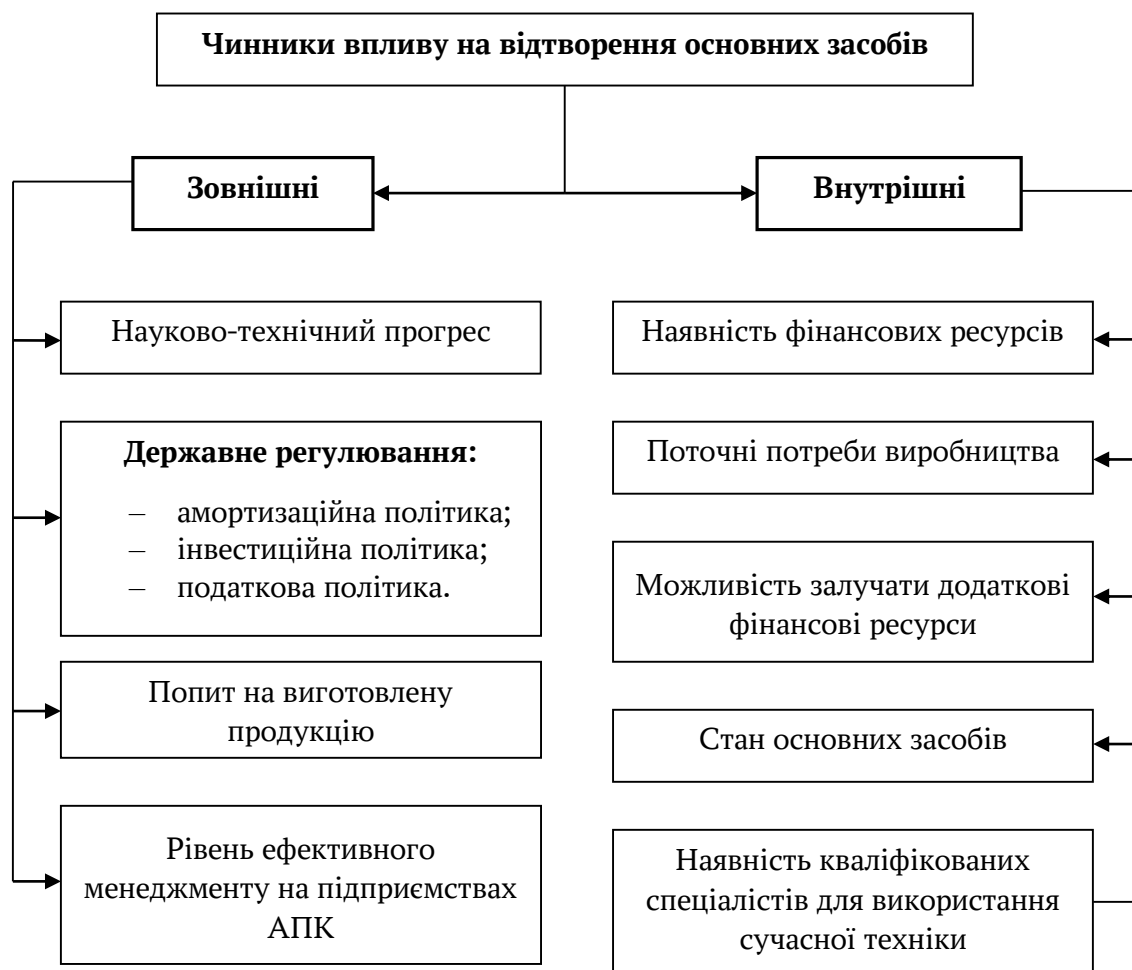 Чинники впливу на відтворення основних засобів
Зовнішні
Внутрішні
Науково-технічний прогрес
Державне регулювання:
– амортизаційна політика;
– інвестиційна політика;
– податкова політика.
Попит на виготовлену
продукцію
Рівень ефективного
менеджменту на підприємствах
АПК
Наявність фінансових ресурсів
Поточні потреби виробництва
Можливість залучати додаткові
фінансові ресурси
Стан основних засобів
Наявність кваліфікованих
спеціалістів для використання
сучасної техніки